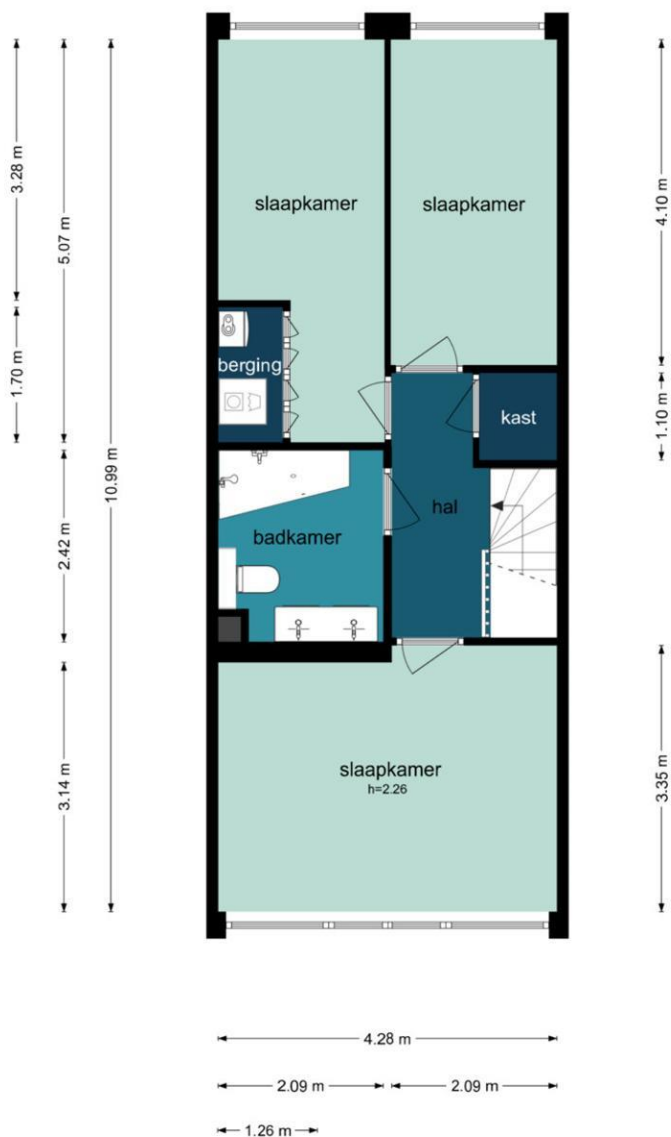 slaapkamer
slaapkamer
berging
kast
hal
badkamer
slaapkamer
h=2.26
3.28 m
1.70 m
5.07 m
2.42 m
3.14 m
10.99 m
4.10 m
1.10 m
3.35 m
4.28 m
2.09 m
2.09 m
1.26 m